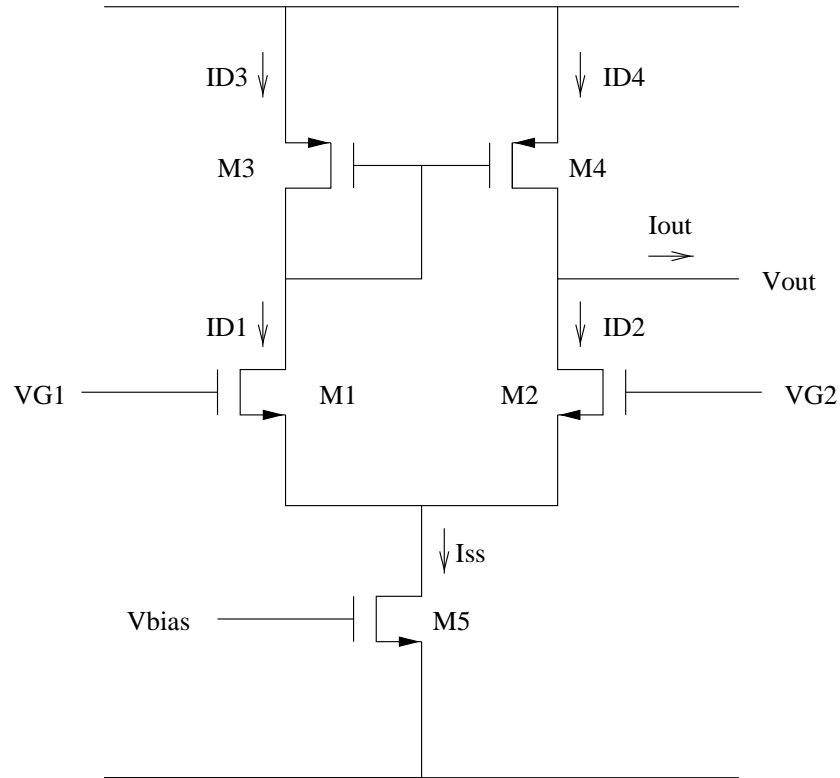 ID3
ID4
M3
M4
Iout
Vout
ID1
ID2
VG1
M1
M2
VG2
Iss
Vbias
M5